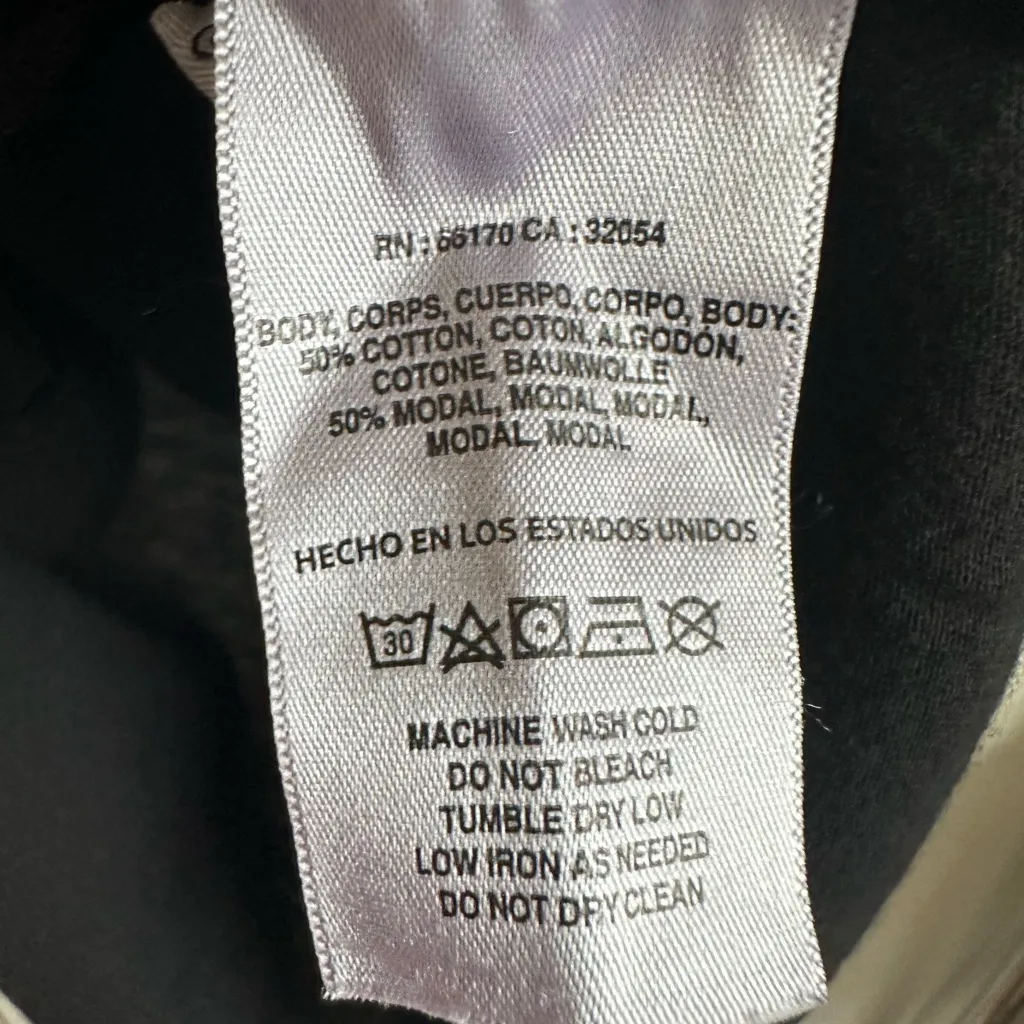 RN : 66170 CA : 32054
BODY, CORPS, CUERPO, CORPO, BODY:
50% COTTON, COTON, ALGODÓN,
COTONE, BAUMWOLLE
50% MODAL, MODAL, MODAL,
MODAL, MODAL
HECHO EN LOS ESTADOS UNIDOS
30
MACHINE WASH COLD
DO NOT BLEACH
TUMBLE DRY LOW
LOW IRON AS NEEDED
DO NOT DRY CLEAN